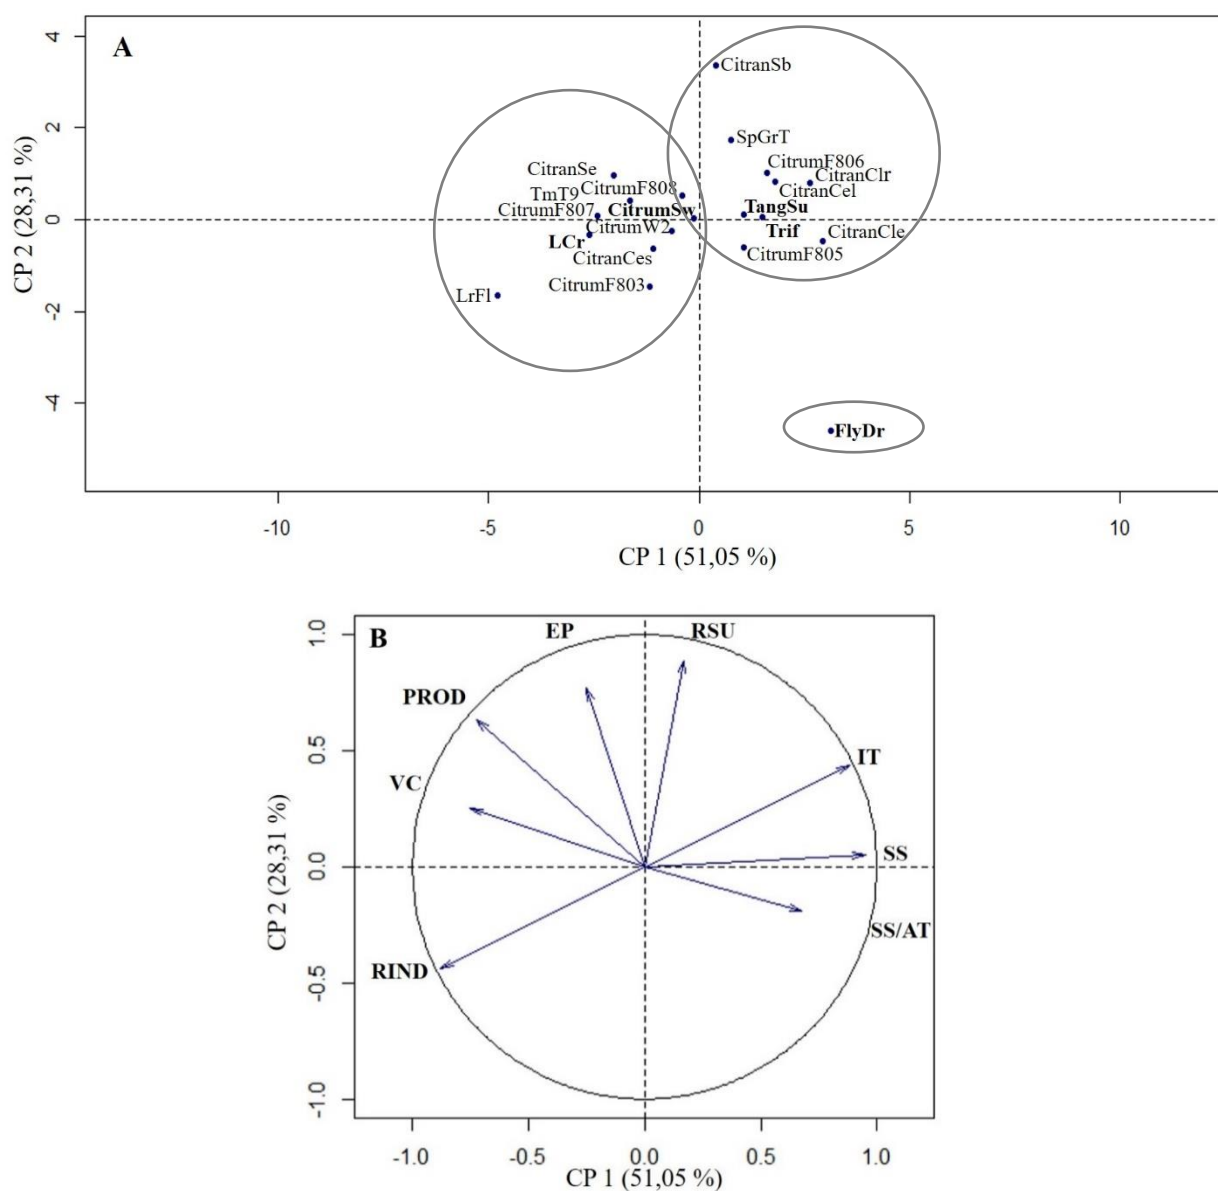 A
4
2
0
-2
-4
CP 2 (28,31 %)
CitranSb
SpGrT
CitrumF806
CitranClr
CitranCel
TangSu
Trif
CitranCle
CitrumF805
CitranSe
TmT9
CitrumF808
CitrumF807
CitrumSw
CitrumW2
LCr
CitranCes
CitrumF803
LrFl
FlyDr
-10
-5
0
5
10
CP 1 (51,05 %)
B
1.0
0.5
0.0
-0.5
-1.0
CP 2 (28,31 %)
EP
RSU
PROD
IT
VC
SS
SS/AT
RIND
-1.0
-0.5
0.0
0.5
1.0
CP 1 (51,05 %)